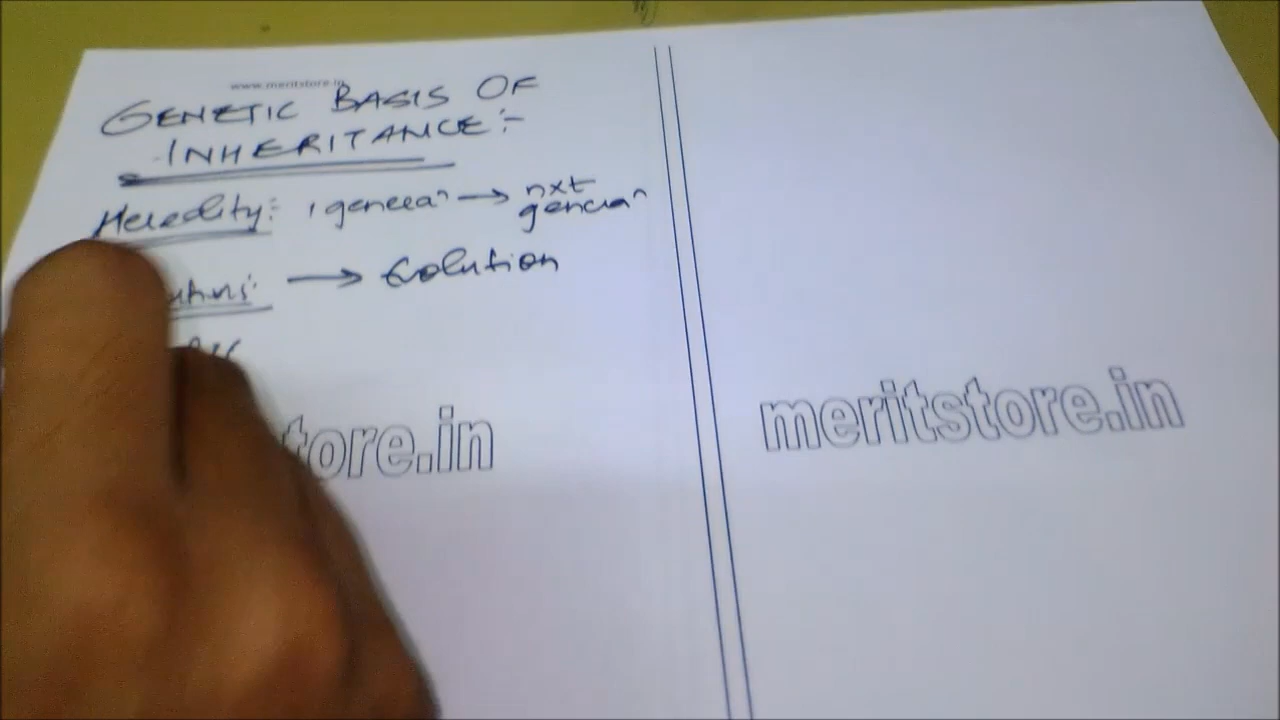 www.meritstore.in
GENETIC BASIS OF
INHERITANCE :-
Heredity: 1 generaⁿ → nxt
generaⁿ
→ Evolution
tore.in
meritstore.in